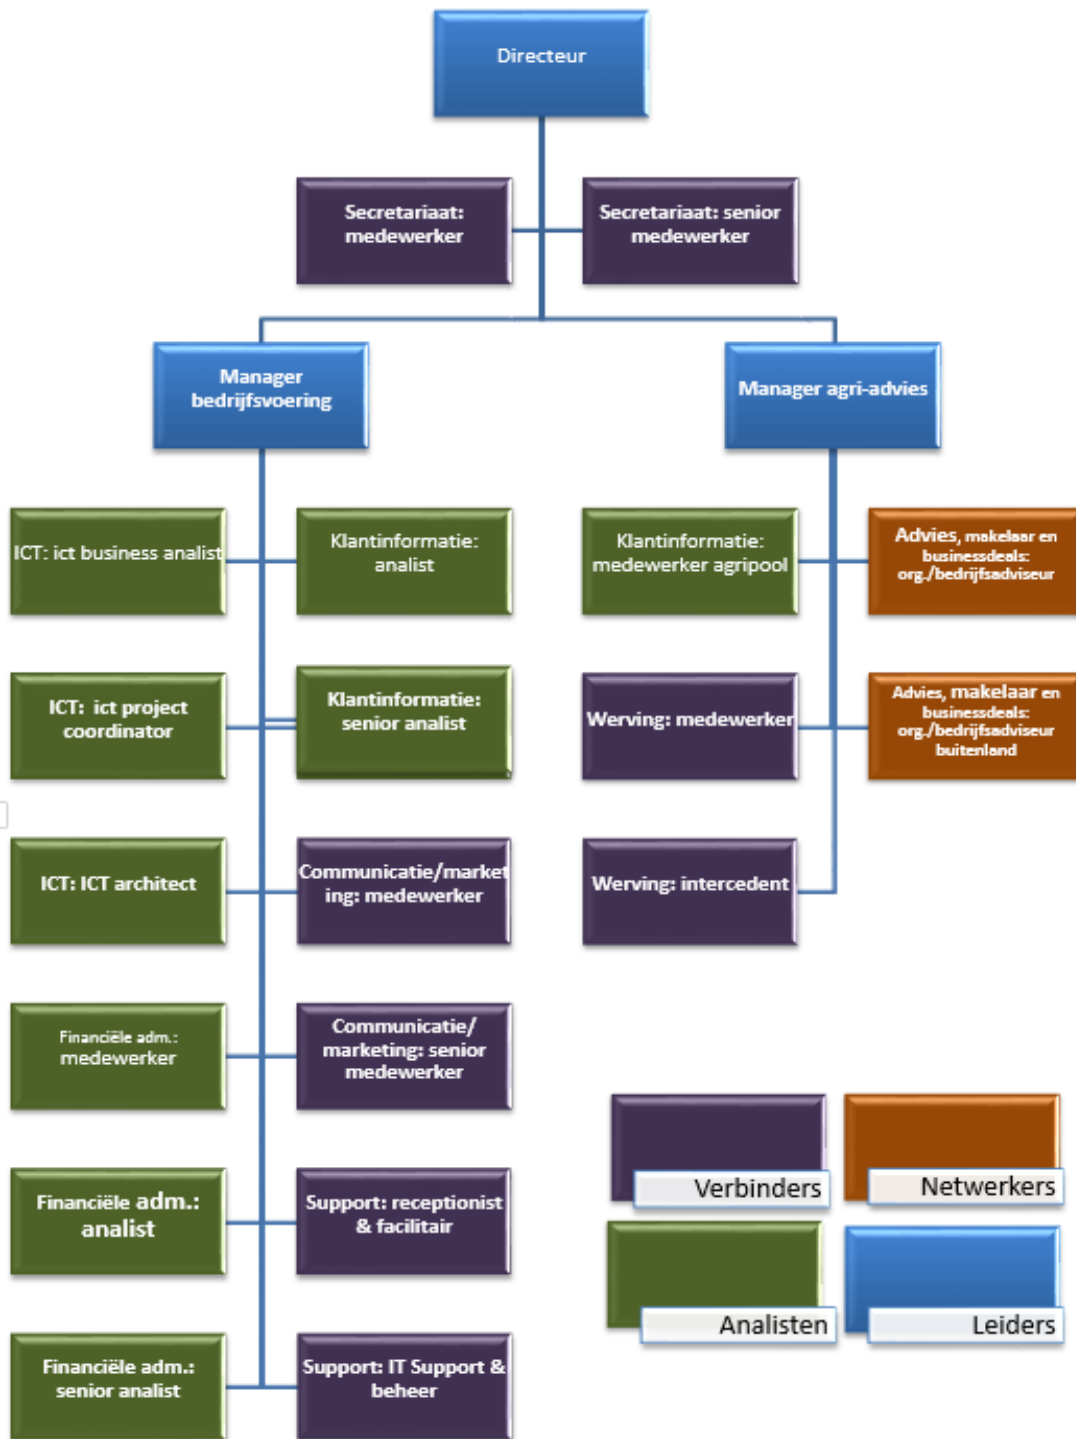 Directeur
Secretariaat:
medewerker
Secretariaat: senior
medewerker
Manager
bedrijfsvoering
Manager agri-advies
ICT: ict business analist
Klantinformatie:
analist
Klantinformatie:
medewerker agripool
Advies, makelaar en
businessdeals:
org./bedrijfsadviseur
ICT:  ict project
coordinator
Klantinformatie:
senior analist
Werving: medewerker
Advies, makelaar en
businessdeals:
org./bedrijfsadviseur
buitenland
ICT: ICT architect
Communicatie/market
ing: medewerker
Werving: intercedent
Financiële adm.:
medewerker
Communicatie/
marketing: senior
medewerker
Financiële adm.:
analist
Support: receptionist
& facilitair
Financiële adm.:
senior analist
Support: IT Support &
beheer
Verbinders
Netwerkers
Analisten
Leiders